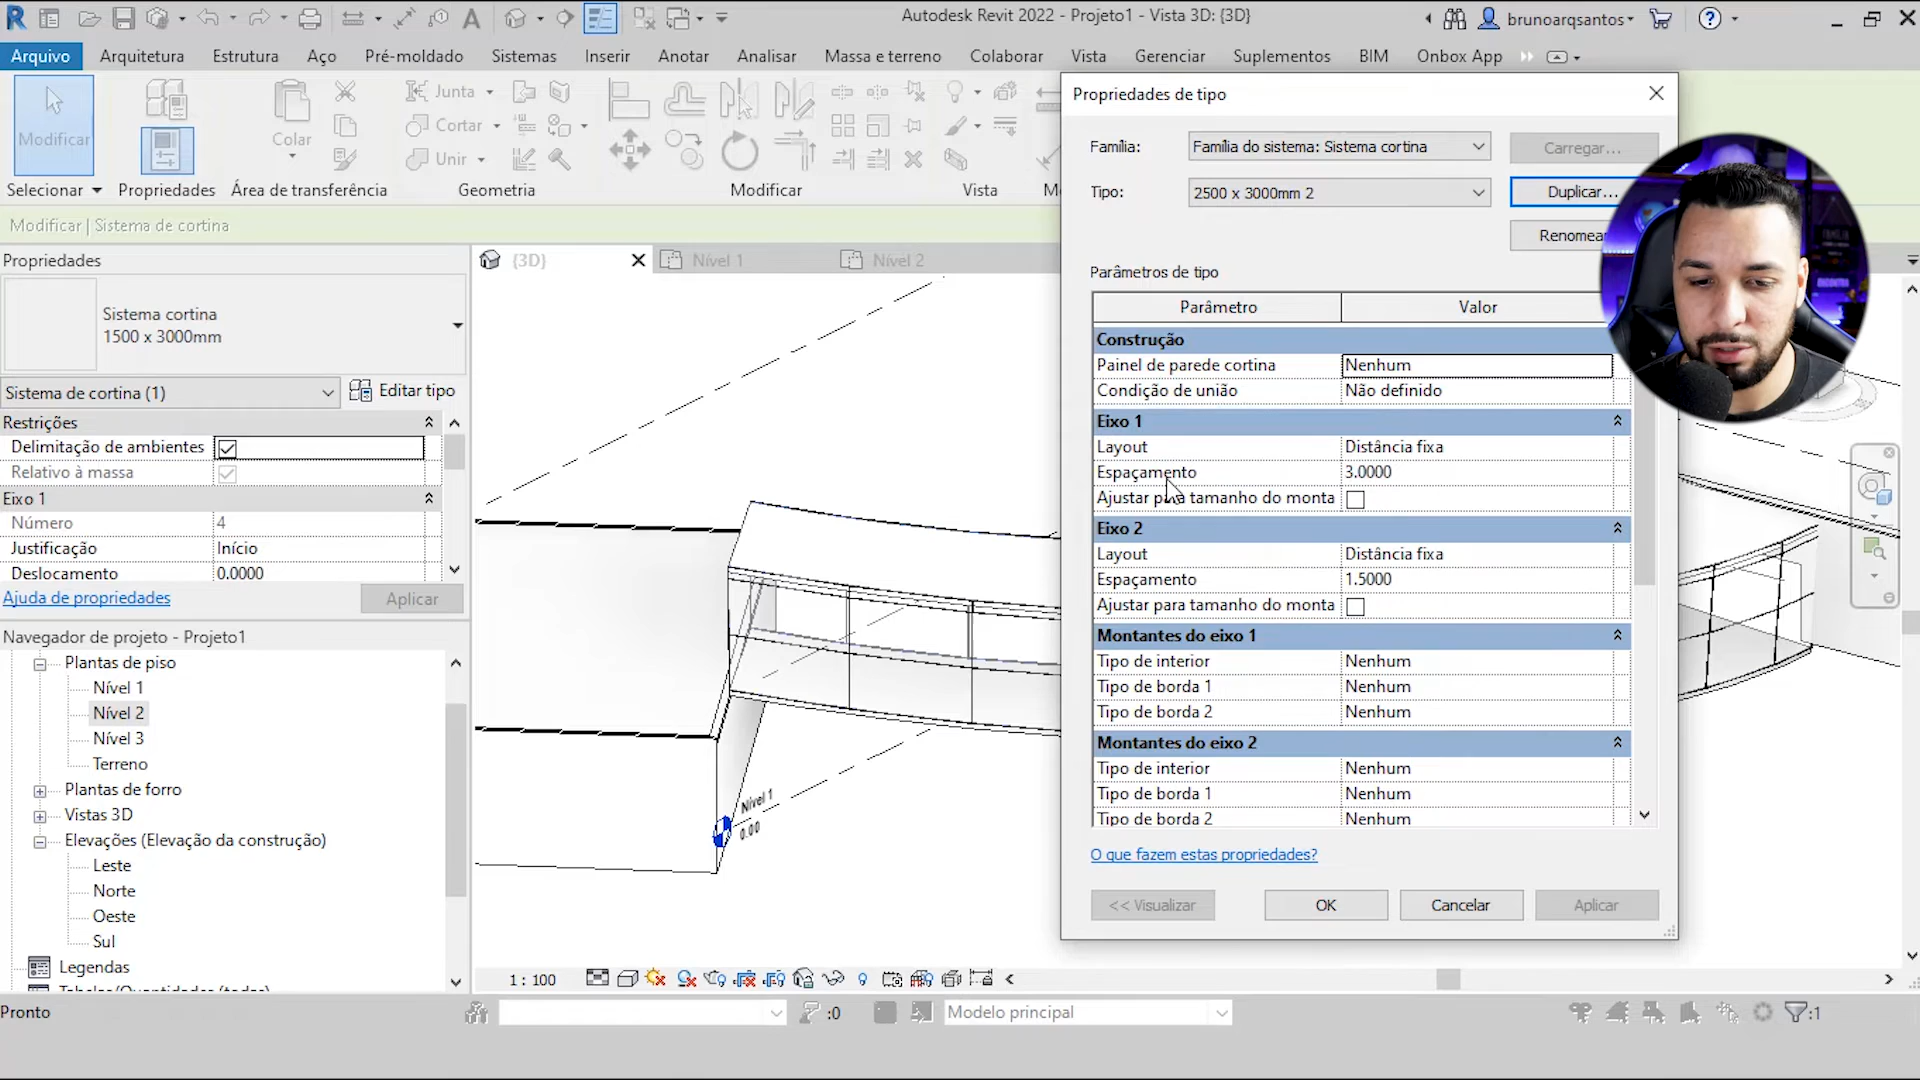 Autodesk Revit 2022 - Projeto1 - Vista 3D: {3D}
brunoarqsantos
Arquivo
Arquitetura
Estrutura
Aço
Pré-moldado
Sistemas
Inserir
Anotar
Analisar
Massa e terreno
Colaborar
Vista
Gerenciar
Suplementos
BIM
Onbox App
Modificar
Colar
Junta
Cortar
Unir
Selecionar
Propriedades
Área de transferência
Geometria
Modificar
Vista
Modificar | Sistema de cortina
Propriedades
{3D}
Nível 1
Nível 2
Sistema cortina
1500 x 3000mm
Sistema de cortina (1)
Editar tipo
Restrições
Delimitação de ambientes
Relativo à massa
Eixo 1
Número 4
Justificação Início
Deslocamento 0.0000
Ajuda de propriedades
Aplicar
Navegador de projeto - Projeto1
Plantas de piso
Nível 1
Nível 2
Nível 3
Terreno
Plantas de forro
Vistas 3D
Elevações (Elevação da construção)
Leste
Norte
Oeste
Sul
Legendas
Nível 1
0.00
1 : 100
Pronto
:0
Modelo principal
:1
Propriedades de tipo
Família: Família do sistema: Sistema cortina
Carregar...
Tipo: 2500 x 3000mm 2
Duplicar...
Renomear
Parâmetros de tipo
Parâmetro Valor
Construção
Painel de parede cortina Nenhum
Condição de união Não definido
Eixo 1
Layout Distância fixa
Espaçamento 3.0000
Ajustar para tamanho do monta
Eixo 2
Layout Distância fixa
Espaçamento 1.5000
Ajustar para tamanho do monta
Montantes do eixo 1
Tipo de interior Nenhum
Tipo de borda 1 Nenhum
Tipo de borda 2 Nenhum
Montantes do eixo 2
Tipo de interior Nenhum
Tipo de borda 1 Nenhum
Tipo de borda 2 Nenhum
O que fazem estas propriedades?
<< Visualizar
OK
Cancelar
Aplicar